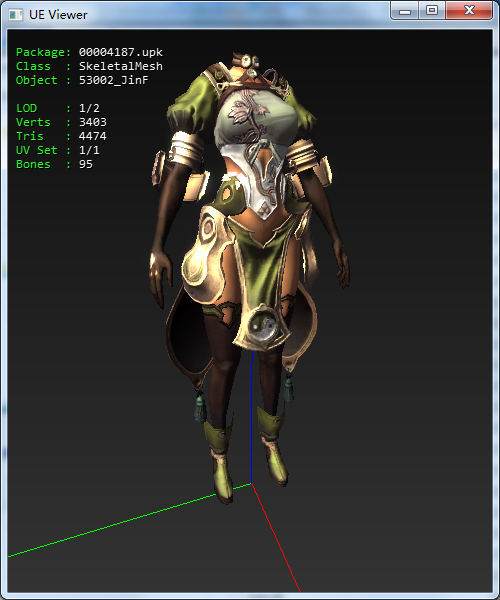 UE Viewer
Package: 00004187.upk
Class : SkeletalMesh
Object : 53002_JinF
LOD : 1/2
Verts : 3403
Tris : 4474
UV Set : 1/1
Bones : 95